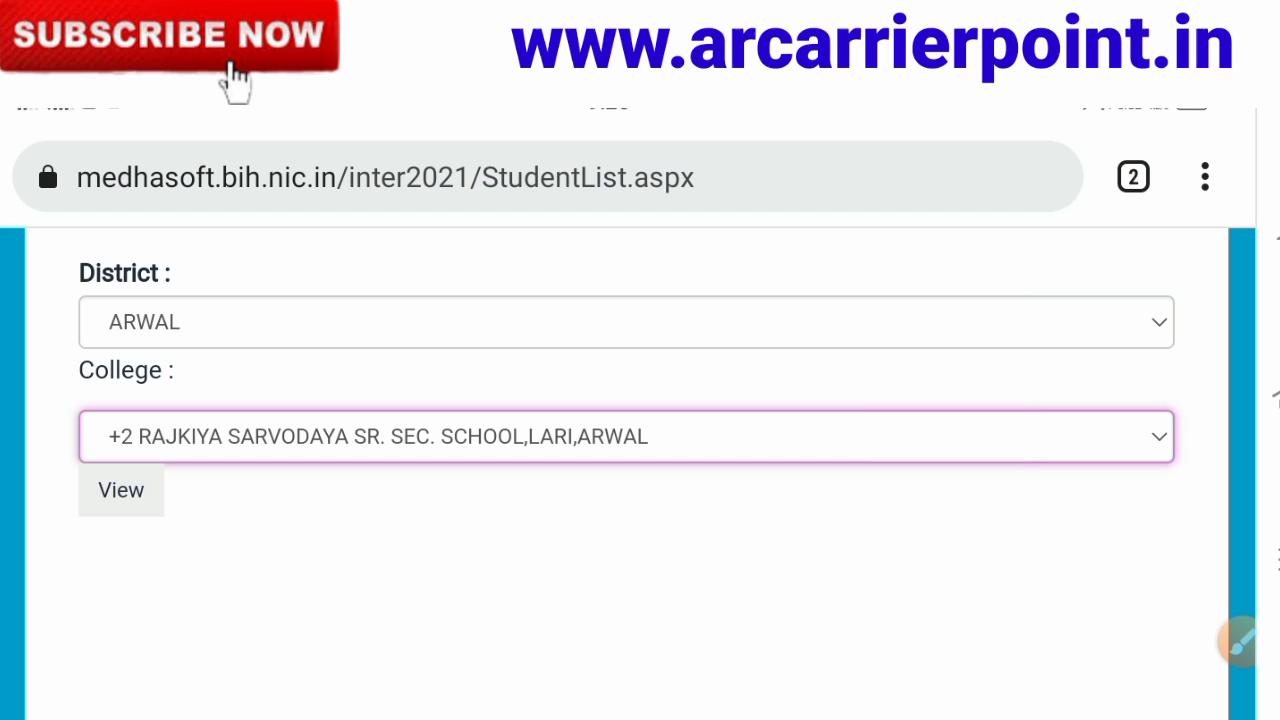 SUBSCRIBE NOW
www.arcarrierpoint.in
medhasoft.bih.nic.in/inter2021/StudentList.aspx
2
District :
ARWAL
College :
+2 RAJKIYA SARVODAYA SR. SEC. SCHOOL,LARI,ARWAL
View